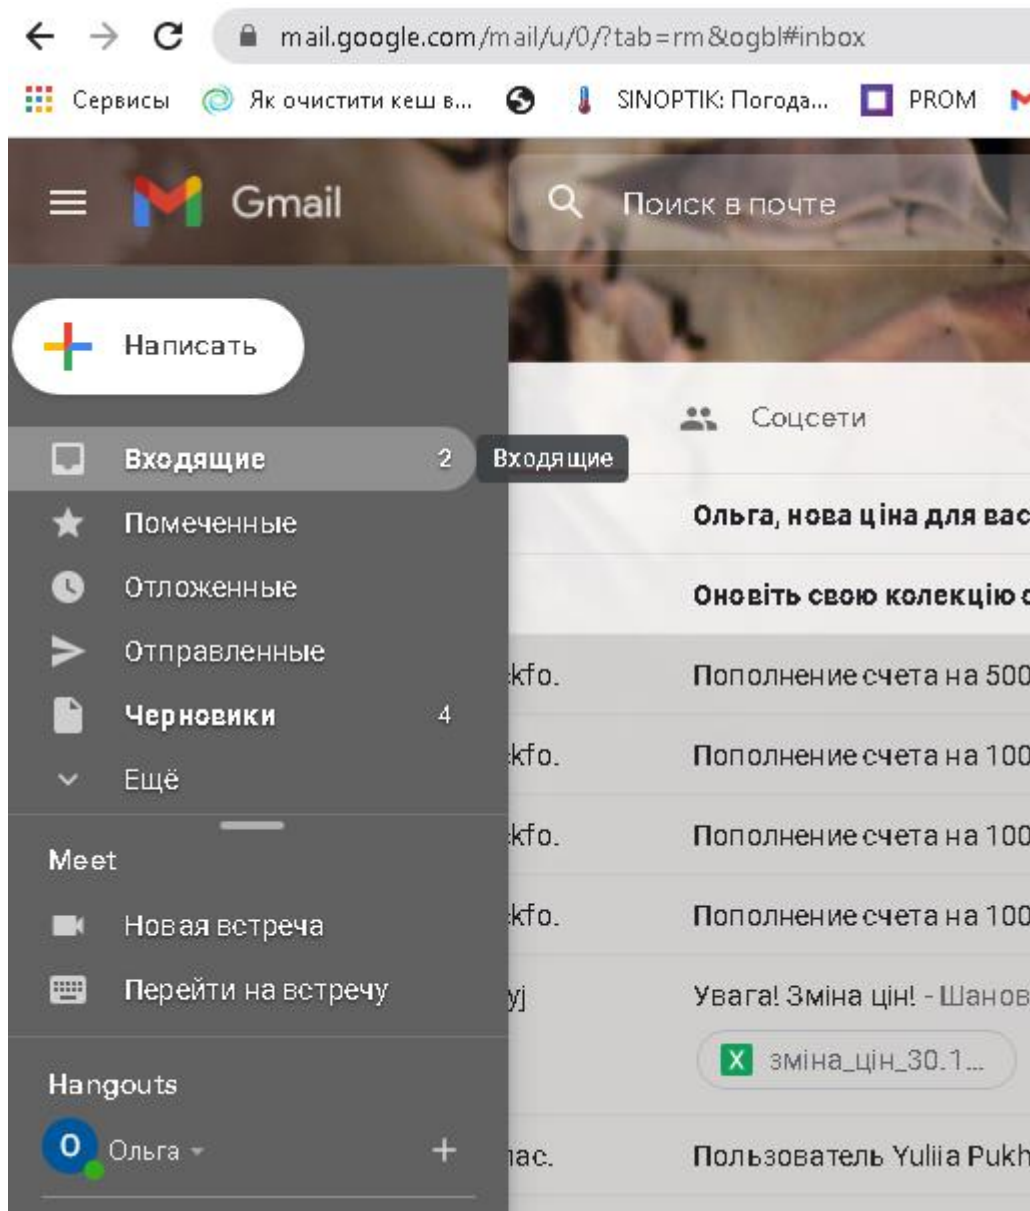 mail.google.com/mail/u/0/?tab=rm&ogbl#inbox
Сервисы Як очистити кеш в... SINOPTIK: Погода... PROM
Gmail Поиск в почте
Написать
Соцсети
Входящие 2 Входящие
Ольга, нова ціна для вас
Помеченные
Отложенные
Оновіть свою колекцію
Отправленные
kfo. Пополнение счета на 500
Черновики 4
kfo. Пополнение счета на 100
Ещё
kfo. Пополнение счета на 100
Meet
kfo. Пополнение счета на 100
Новая встреча
Перейти на встречу
yj Увага! Зміна цін! - Шанов
X зміна_цін_30.1...
Hangouts
О Ольга +
пас. Пользователь Yuliia Pukh